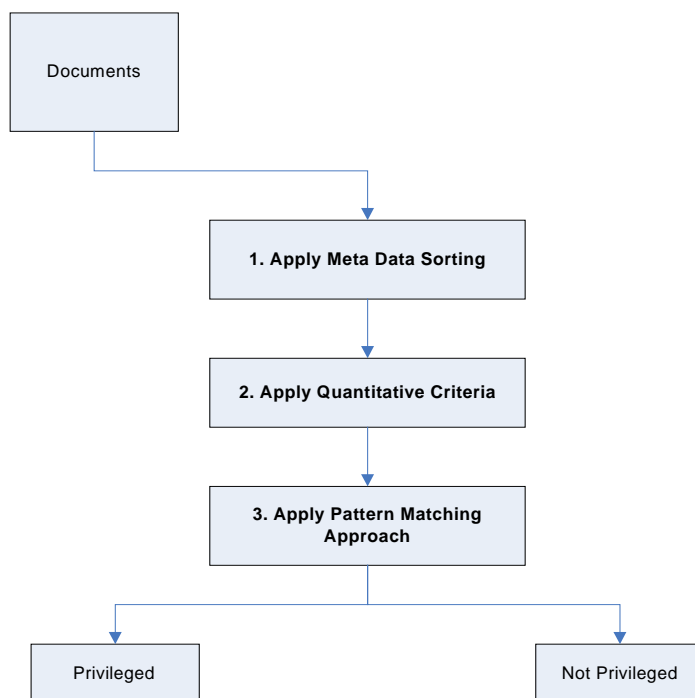 Documents
1. Apply Meta Data Sorting
2. Apply Quantitative Criteria
3. Apply Pattern Matching
Approach
Privileged
Not Privileged